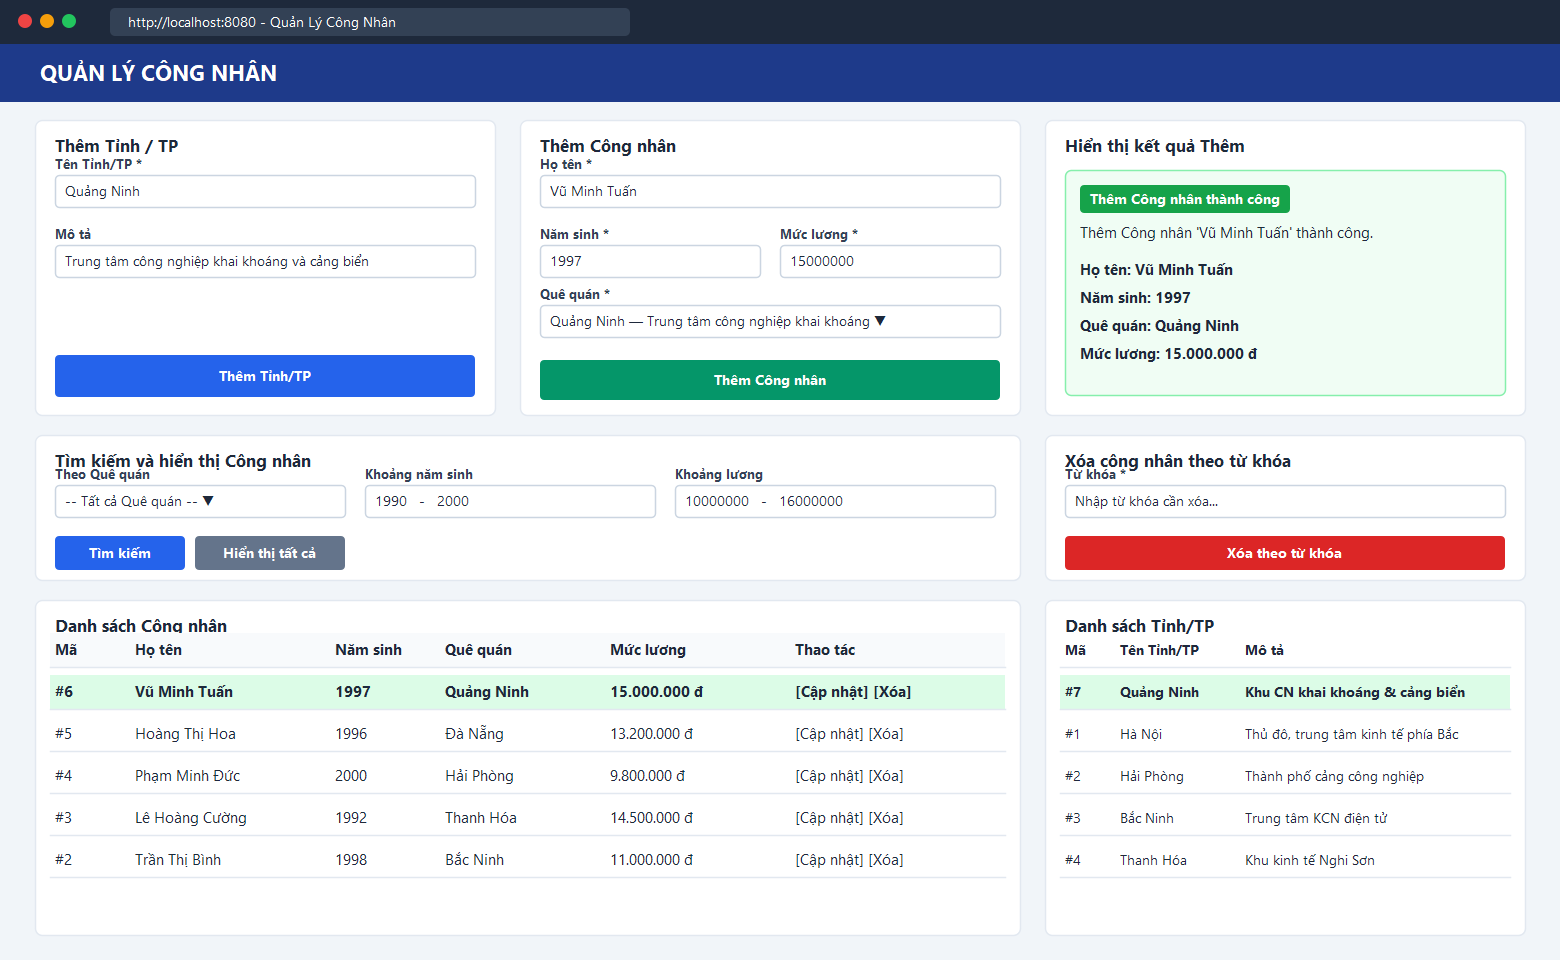 http://localhost:8080 - Quản Lý Công Nhân
QUẢN LÝ CÔNG NHÂN
Thêm Tỉnh / TP
Tên Tỉnh/TP *
Quảng Ninh
Mô tả
Trung tâm công nghiệp khai khoáng và cảng biển
Thêm Tỉnh/TP
Thêm Công nhân
Họ tên *
Vũ Minh Tuấn
Năm sinh * Mức lương *
1997 15000000
Quê quán *
Quảng Ninh — Trung tâm công nghiệp khai khoáng ▼
Thêm Công nhân
Hiển thị kết quả Thêm
Thêm Công nhân thành công
Thêm Công nhân 'Vũ Minh Tuấn' thành công.
Họ tên: Vũ Minh Tuấn
Năm sinh: 1997
Quê quán: Quảng Ninh
Mức lương: 15.000.000 đ
Tìm kiếm và hiển thị Công nhân
Theo Quê quán Khoảng năm sinh Khoảng lương
-- Tất cả Quê quán -- ▼ 1990 - 2000 10000000 - 16000000
Tìm kiếm Hiển thị tất cả
Xóa công nhân theo từ khóa
Từ khóa *
Nhập từ khóa cần xóa...
Xóa theo từ khóa
Danh sách Công nhân
Mã Họ tên Năm sinh Quê quán Mức lương Thao tác
#6 Vũ Minh Tuấn 1997 Quảng Ninh 15.000.000 đ [Cập nhật] [Xóa]
#5 Hoàng Thị Hoa 1996 Đà Nẵng 13.200.000 đ [Cập nhật] [Xóa]
#4 Phạm Minh Đức 2000 Hải Phòng 9.800.000 đ [Cập nhật] [Xóa]
#3 Lê Hoàng Cường 1992 Thanh Hóa 14.500.000 đ [Cập nhật] [Xóa]
#2 Trần Thị Bình 1998 Bắc Ninh 11.000.000 đ [Cập nhật] [Xóa]
Danh sách Tỉnh/TP
Mã Tên Tỉnh/TP Mô tả
#7 Quảng Ninh Khu CN khai khoáng & cảng biển
#1 Hà Nội Thủ đô, trung tâm kinh tế phía Bắc
#2 Hải Phòng Thành phố cảng công nghiệp
#3 Bắc Ninh Trung tâm KCN điện tử
#4 Thanh Hóa Khu kinh tế Nghi Sơn